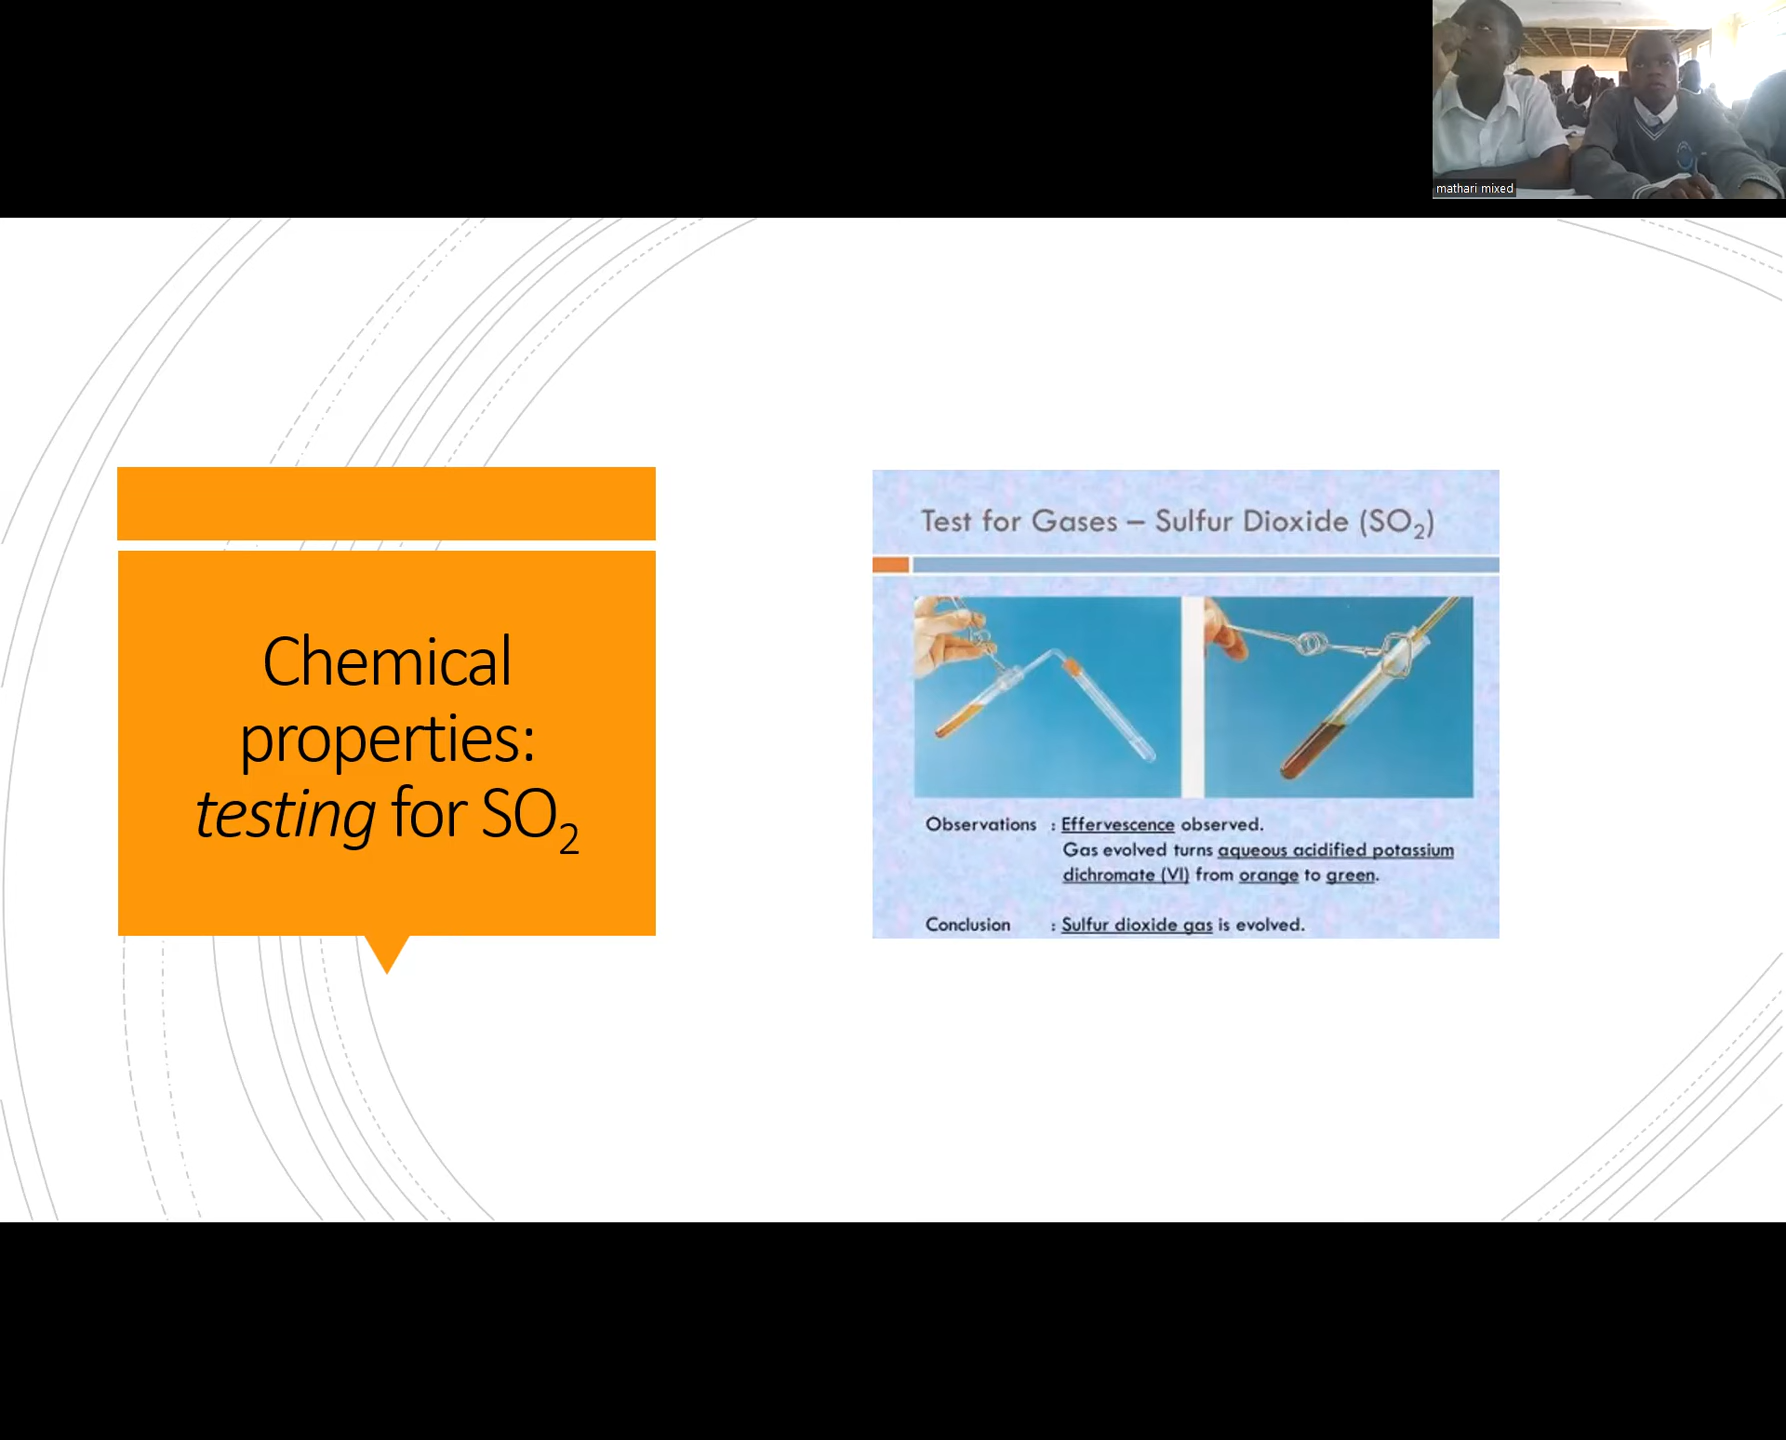 mathari mixed
Chemical
properties:
testing for SO₂
Test for Gases – Sulfur Dioxide (SO₂)
Observations : Effervescence observed.
Gas evolved turns aqueous acidified potassium
dichromate (VI) from orange to green.
Conclusion : Sulfur dioxide gas is evolved.